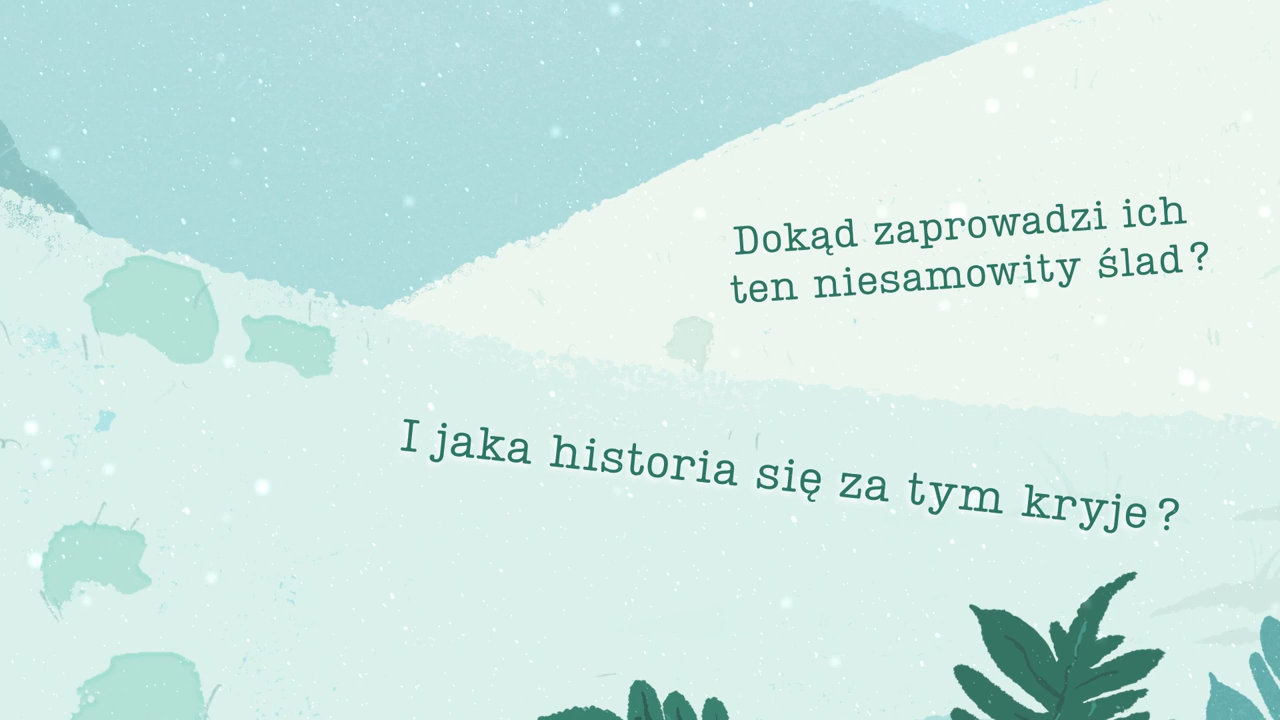 Dokąd zaprowadzi ich
ten niesamowity ślad?
I jaka historia się za tym kryje?